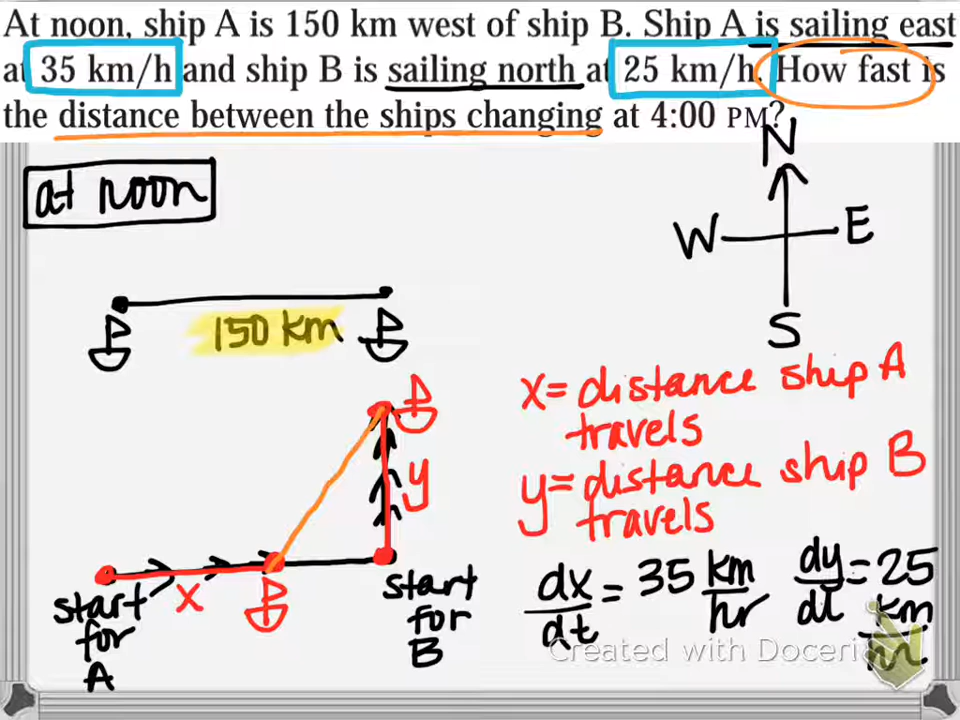 At noon, ship A is 150 km west of ship B. Ship A is sailing east
at 35 km/h and ship B is sailing north at 25 km/h. How fast is
the distance between the ships changing at 4:00 PM?
at noon
N
W E
S
150 km
x= distance ship A
travels
y= distance ship B
travels
y
x
start
for
A
start
for
B
dx/dt = 35 km/hr
dy/dt = 25 km/hr
Created with Doceri